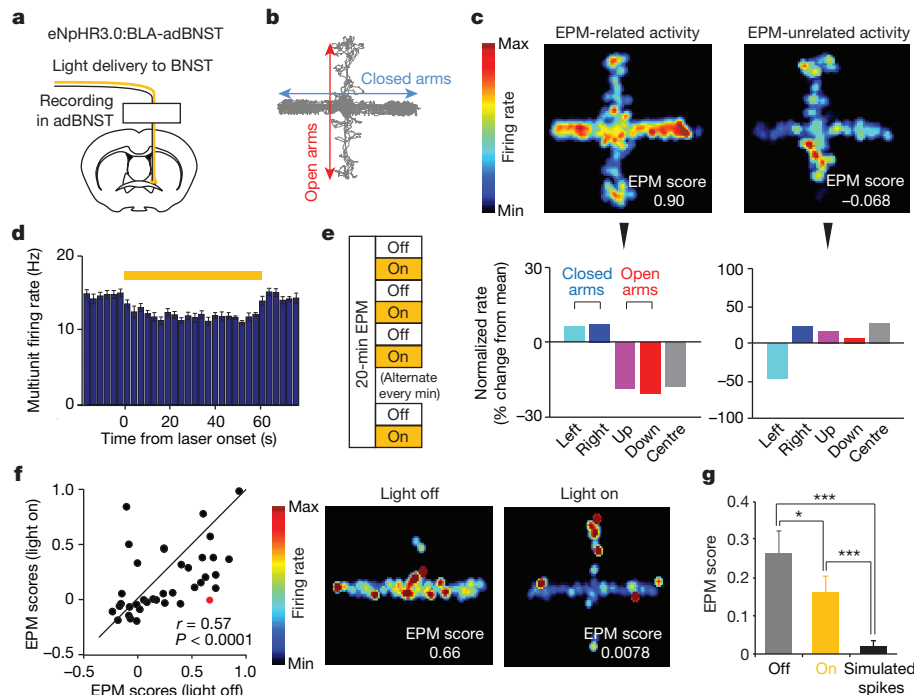 a
eNpHR3.0:BLA-adBNST
Light delivery to BNST
Recording
in adBNST
b
Closed arms
Open arms
c
EPM-related activity
EPM-unrelated activity
Max
Firing rate
Min
EPM score
0.90
EPM score
–0.068
Normalized rate
(% change from mean)
30
0
–30
Closed
arms
Open
arms
Left
Right
Up
Down
Centre
100
50
0
–50
–100
Left
Right
Up
Down
Centre
d
Multiunit firing rate (Hz)
20
10
0
0
20
40
60
Time from laser onset (s)
e
20-min EPM
Off
On
Off
On
Off
On
(Alternate
every min)
Off
On
f
EPM scores (light on)
1.0
0.5
0
–0.5
–0.5
0
0.5
1.0
EPM scores (light off)
r = 0.57
P < 0.0001
Max
Firing rate
Min
Light off
EPM score
0.66
Light on
EPM score
0.0078
g
EPM score
0.4
0.3
0.2
0.1
0
***
*
***
Off
On
Simulated
spikes